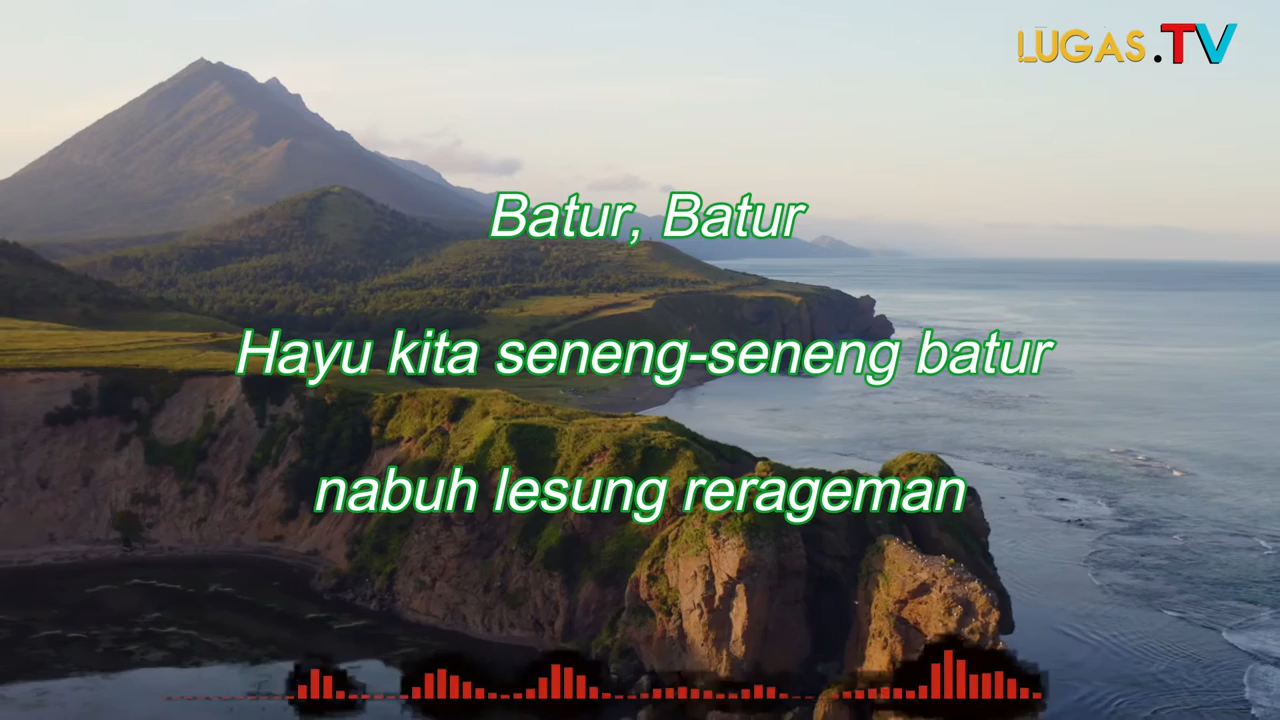 LUGAS.TV
Batur, Batur
Hayu kita seneng-seneng batur
nabuh lesung rerageman